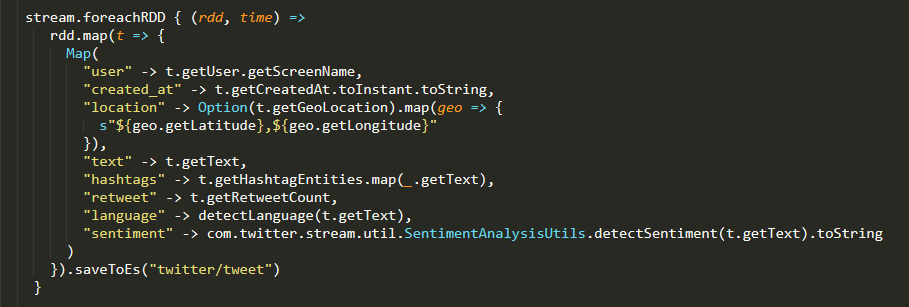 stream.foreachRDD { (rdd, time) =>
  rdd.map(t => {
    Map(
      "user" -> t.getUser.getScreenName,
      "created_at" -> t.getCreatedAt.toInstant.toString,
      "location" -> Option(t.getGeoLocation).map(geo => {
        s"${geo.getLatitude},${geo.getLongitude}"
      }),
      "text" -> t.getText,
      "hashtags" -> t.getHashtagEntities.map(_.getText),
      "retweet" -> t.getRetweetCount,
      "language" -> detectLanguage(t.getText),
      "sentiment" -> com.twitter.stream.util.SentimentAnalysisUtils.detectSentiment(t.getText).toString
    )
  }).saveToEs("twitter/tweet")
}